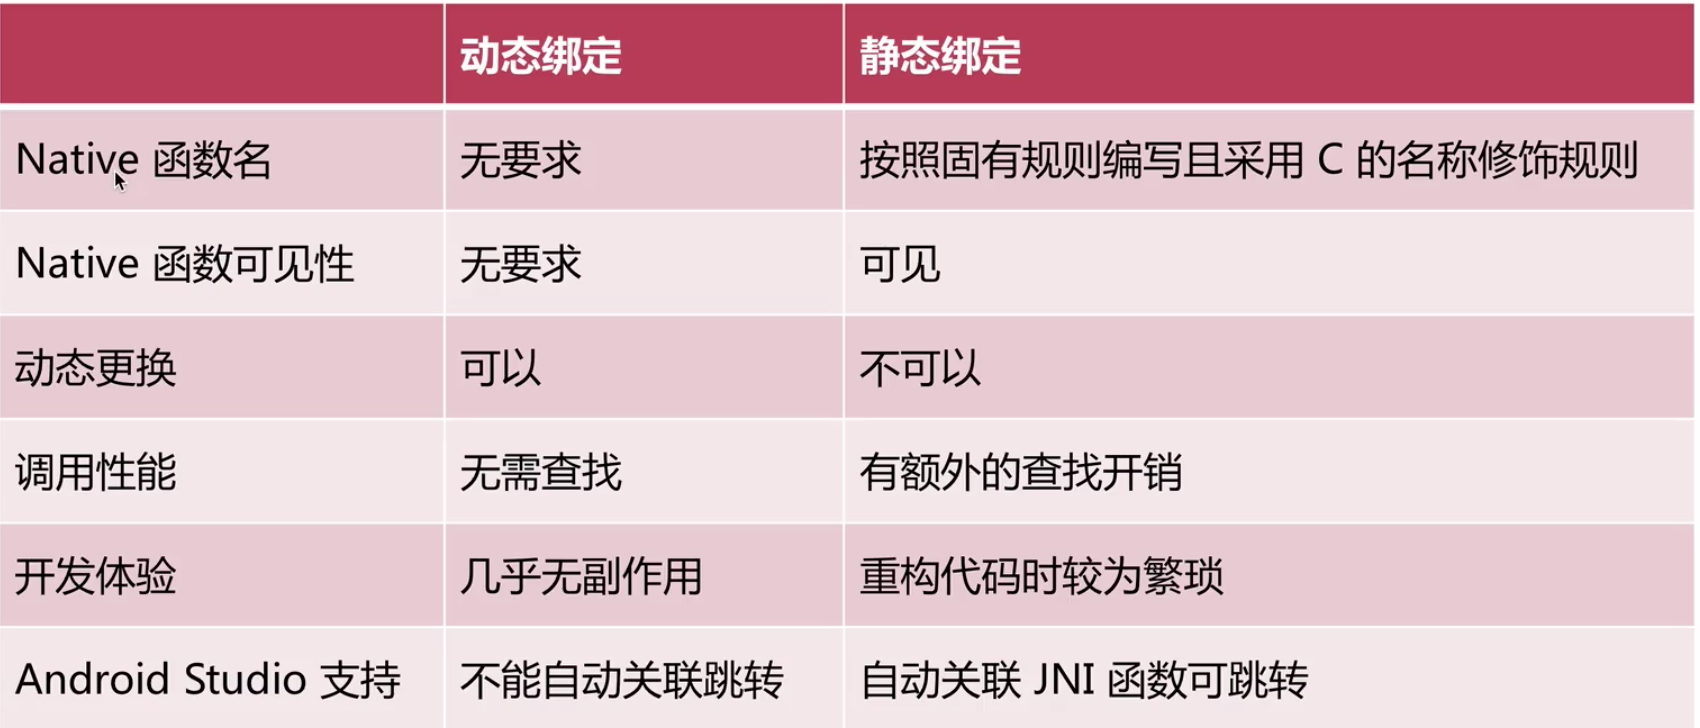 动态绑定 静态绑定
Native 函数名 无要求 按照固有规则编写且采用 C 的名称修饰规则
Native 函数可见性 无要求 可见
动态更换 可以 不可以
调用性能 无需查找 有额外的查找开销
开发体验 几乎无副作用 重构代码时较为繁琐
Android Studio 支持 不能自动关联跳转 自动关联 JNI 函数可跳转